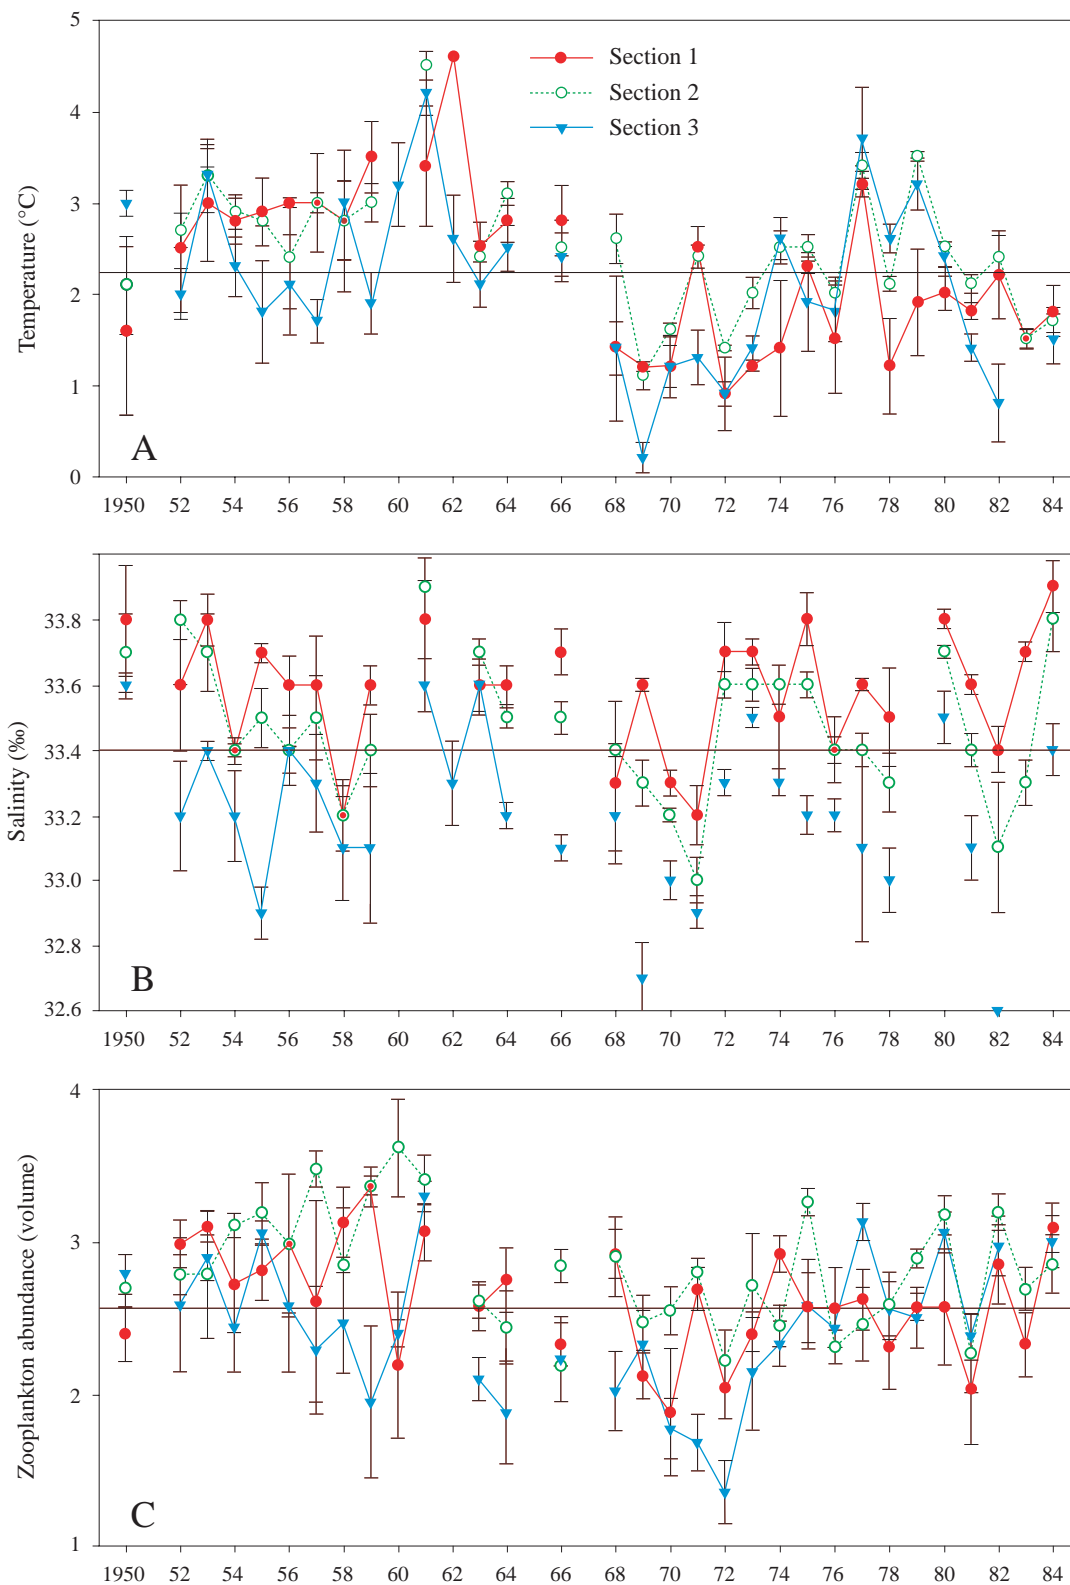 5
Section 1
Section 2
Section 3
4
3
2
1
0
Temperature (°C)
A
1950 52 54 56 58 60 62 64 66 68 70 72 74 76 78 80 82 84
33.8
33.6
33.4
33.2
33.0
32.8
32.6
Salinity (‰)
B
1950 52 54 56 58 60 62 64 66 68 70 72 74 76 78 80 82 84
4
3
2
1
Zooplankton abundance (volume)
C
1950 52 54 56 58 60 62 64 66 68 70 72 74 76 78 80 82 84